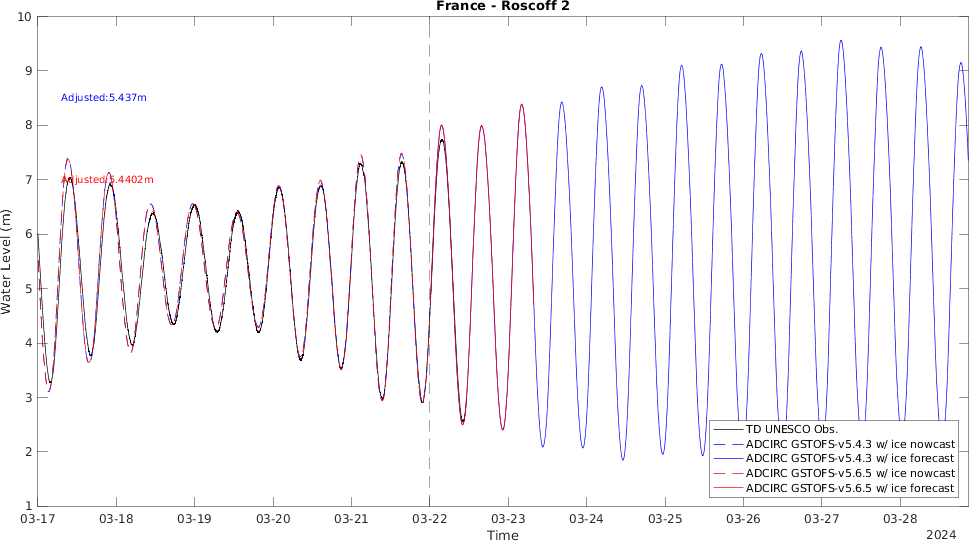 France - Roscoff 2
10
9
8
7
6
5
4
3
2
1
Water Level (m)
Adjusted:5.437m
Adjusted:5.4402m
TD UNESCO Obs.
ADCIRC GSTOFS-v5.4.3 w/ ice nowcast
ADCIRC GSTOFS-v5.4.3 w/ ice forecast
ADCIRC GSTOFS-v5.6.5 w/ ice nowcast
ADCIRC GSTOFS-v5.6.5 w/ ice forecast
03-17 03-18 03-19 03-20 03-21 03-22 03-23 03-24 03-25 03-26 03-27 03-28
Time
2024